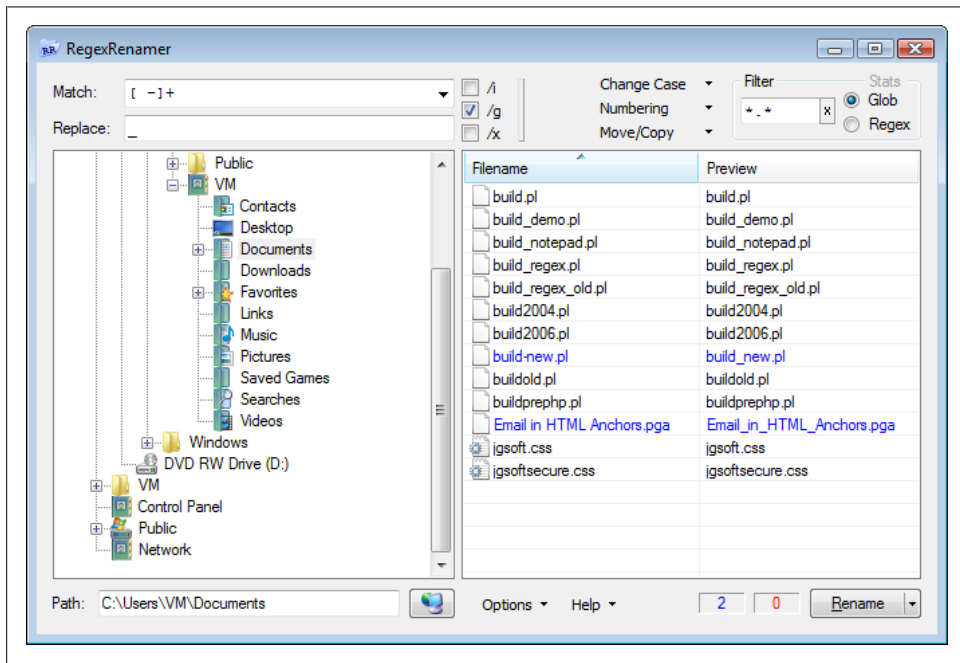 RegexRenamer
Match: [ -]+
Replace: _
/i
/g
/x
Change Case
Numbering
Move/Copy
Filter
*.*
x
Stats
Glob
Regex
Public
VM
Contacts
Desktop
Documents
Downloads
Favorites
Links
Music
Pictures
Saved Games
Searches
Videos
Windows
DVD RW Drive (D:)
VM
Control Panel
Public
Network
Filename Preview
build.pl build.pl
build_demo.pl build_demo.pl
build_notepad.pl build_notepad.pl
build_regex.pl build_regex.pl
build_regex_old.pl build_regex_old.pl
build2004.pl build2004.pl
build2006.pl build2006.pl
build-new.pl build_new.pl
buildold.pl buildold.pl
buildprephp.pl buildprephp.pl
Email in HTML Anchors.pga Email_in_HTML_Anchors.pga
jgsoft.css jgsoft.css
jgsoftsecure.css jgsoftsecure.css
Path: C:\Users\VM\Documents
Options Help 2 0 Rename